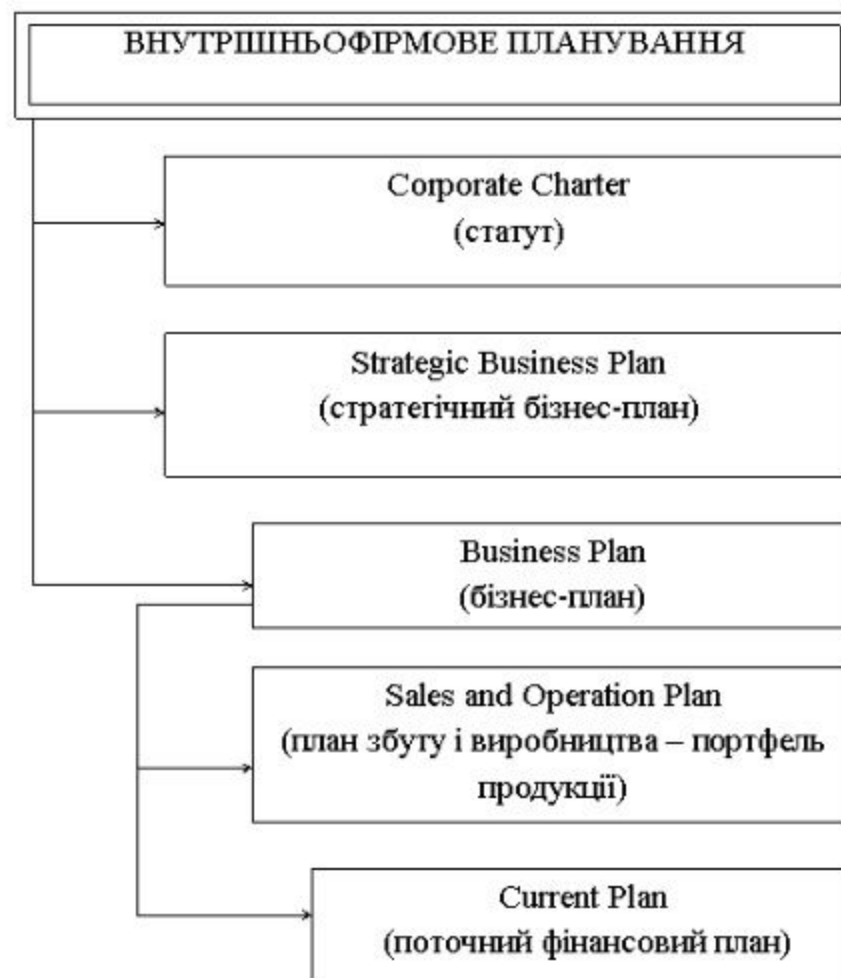 ВНУТРІШНЬОФІРМОВЕ ПЛАНУВАННЯ
Corporate Charter
(статут)
Strategic Business Plan
(стратегічний бізнес-план)
Business Plan
(бізнес-план)
Sales and Operation Plan
(план збуту і виробництва – портфель
продукції)
Current Plan
(поточний фінансовий план)